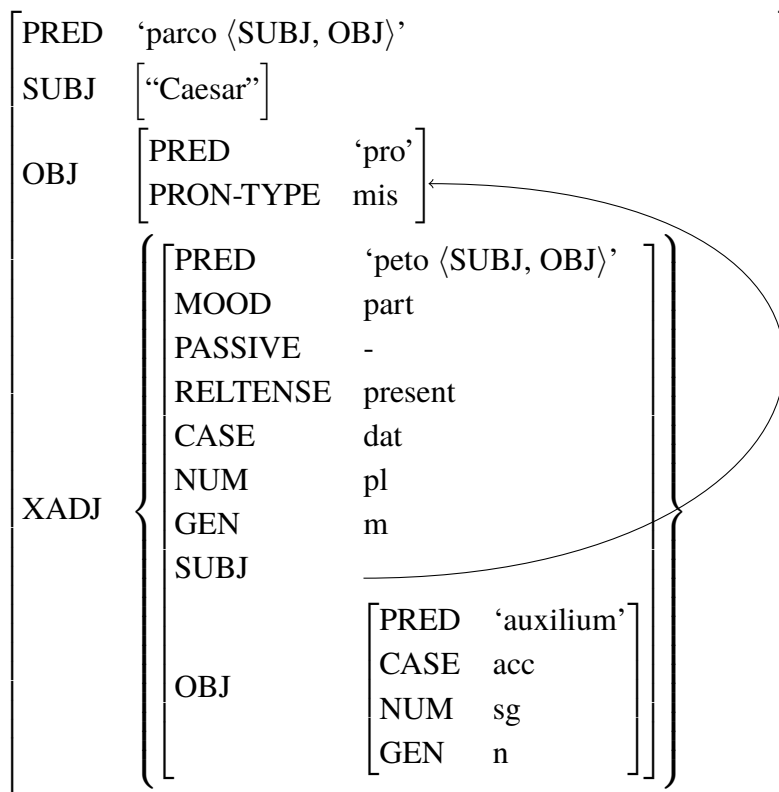 PRED ‘parco ⟨SUBJ, OBJ⟩’
SUBJ [“Caesar”]
OBJ [PRED ‘pro’
PRON-TYPE mis]
XADJ { [PRED ‘peto ⟨SUBJ, OBJ⟩’
MOOD part
PASSIVE -
RELTENSE present
CASE dat
NUM pl
GEN m
SUBJ
OBJ [PRED ‘auxilium’
CASE acc
NUM sg
GEN n]] }